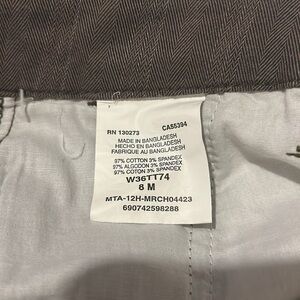 RN 130273 CA55394
MADE IN BANGLADESH
HECHO EN BANGLADESH
FABRIQUE AU BANGLADESH
97% COTTON 3% SPANDEX
97% ALGODON 3% SPANDEX
97% COTON 3% SPANDEX
W36TT74
8 M
MTA-12H-MRCH04423
690742598288